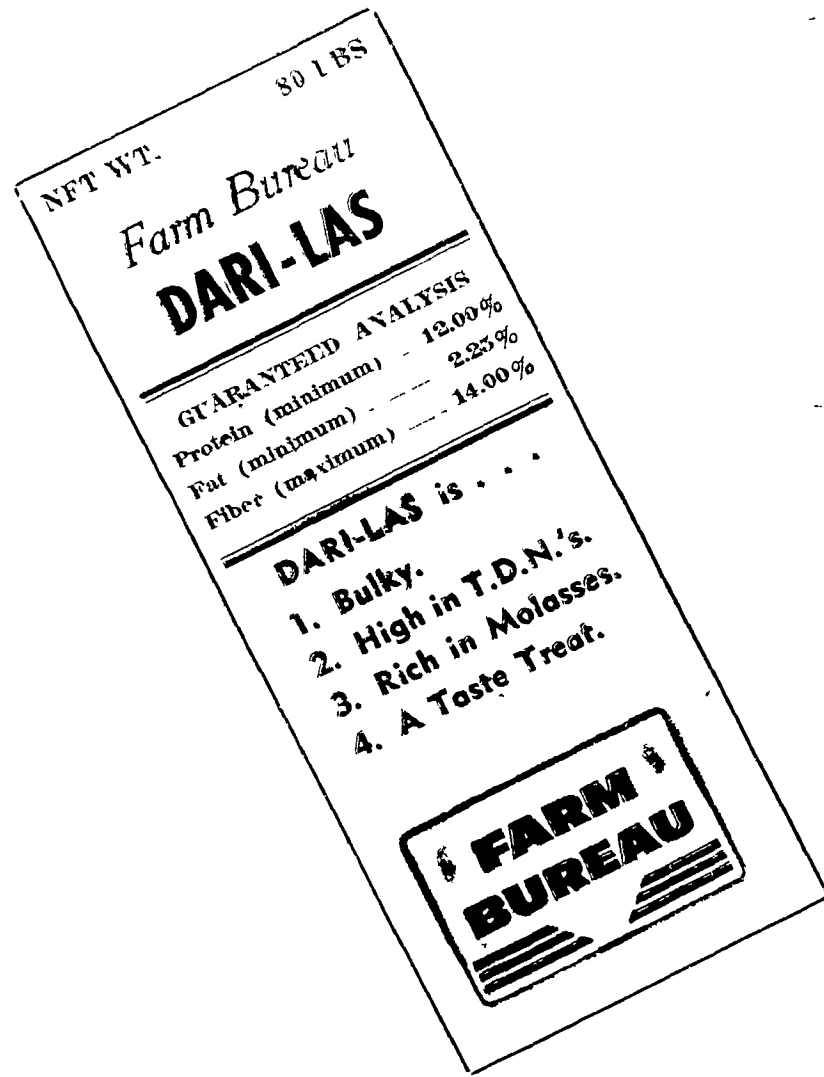 NET WT. 80 LBS
Farm Bureau
DARI-LAS
GUARANTEED ANALYSIS
Protein (minimum) - 12.00%
Fat (minimum) - --- --- 2.25%
Fiber (maximum) ---- - 14.00%
DARI-LAS is . . .
1. Bulky.
2. High in T.D.N.'s.
3. Rich in Molasses.
4. A Taste Treat.
FARM
BUREAU